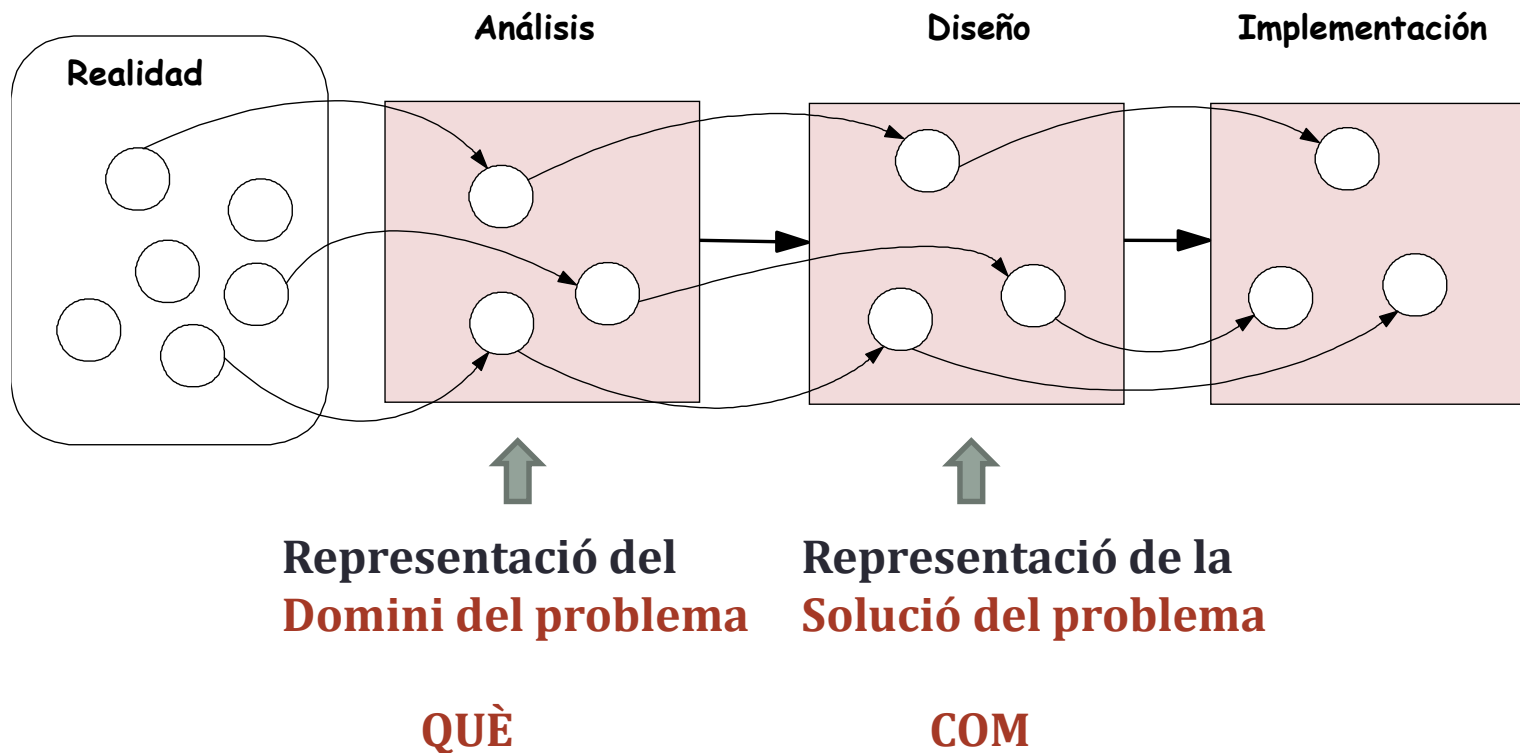 Análisis
Diseño
Implementación
Realidad
Representació del
Domini del problema
Representació de la
Solució del problema
QUÈ
COM